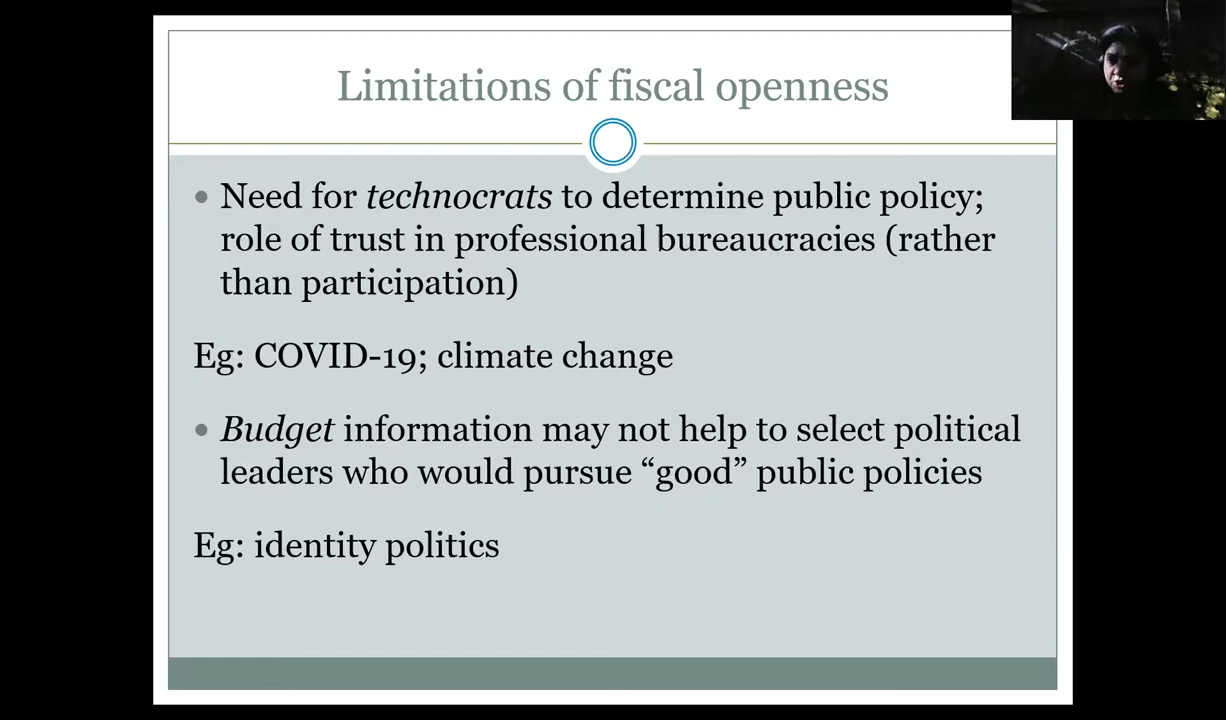 Limitations of fiscal openness
• Need for technocrats to determine public policy;
role of trust in professional bureaucracies (rather
than participation)
Eg: COVID-19; climate change
• Budget information may not help to select political
leaders who would pursue “good” public policies
Eg: identity politics